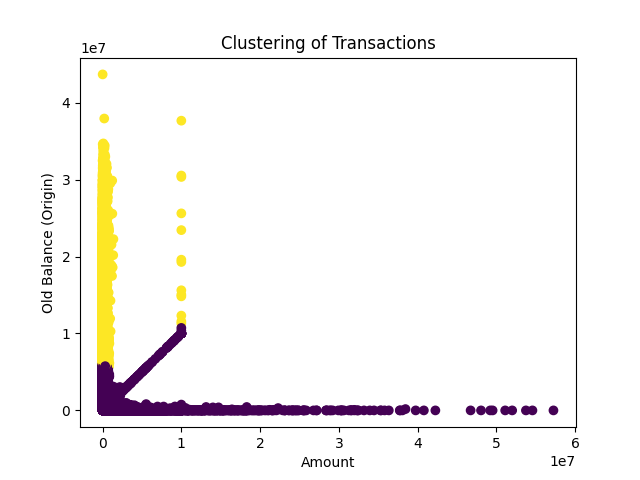 Clustering of Transactions
1e7
4
3
2
1
0
Old Balance (Origin)
0 1 2 3 4 5 6
Amount
1e7